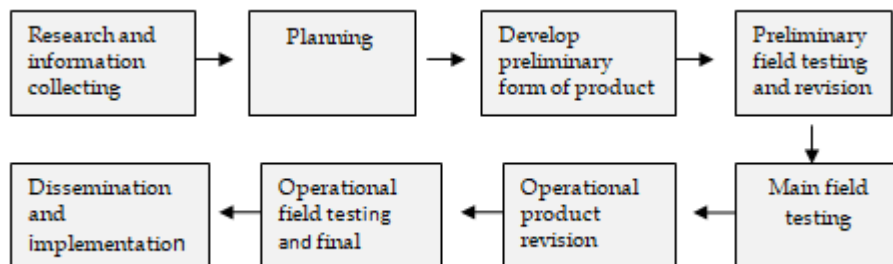 Research and
information
collecting
Planning
Develop
preliminary
form of product
Preliminary
field testing
and revision
Main field
testing
Operational
product
revision
Operational
field testing
and final
Dissemination
and
implementation